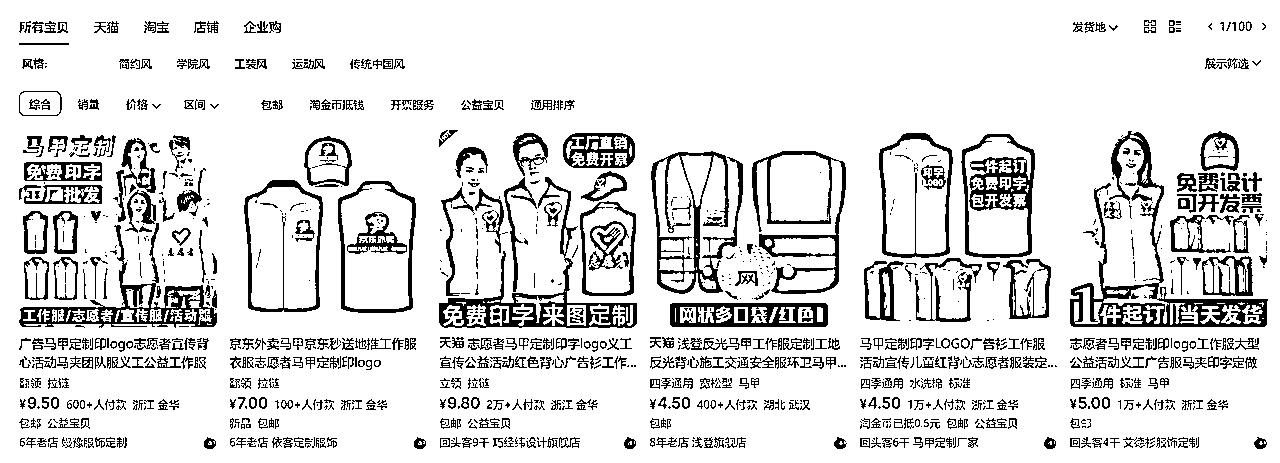 所有宝贝 天猫 淘宝 店铺 企业购 发货地 1/100
风格: 简约风 学院风 工装风 运动风 传统中国风 展示筛选
综合 销量 价格 区间 包邮 淘金币抵钱 开票服务 公益宝贝 通用排序
马甲定制
免费印字
工厂批发
工作服/志愿者/宣传服/活动服
广告马甲定制印logo志愿者宣传背
心活动马夹团队服义工公益工作服
翻领 拉链
¥9.50 600+人付款 浙江 金华
包邮 公益宝贝
6年老店
京东外卖马甲京东秒送地推工作服
衣服志愿者马甲定制印logo
翻领 拉链
¥7.00 100+人付款 浙江 金华
新品 包邮
6年老店 依客定制服饰
工厂直销
免费开票
免费印字 来图定制
天猫 志愿者马甲定制印字logo义工
宣传公益活动红色背心广告衫工作...
立领 拉链
¥9.80 2万+人付款 浙江 金华
包邮 公益宝贝
回头客9千 巧经纬设计旗舰店
网
网状多口袋/红色
天猫 浅登反光马甲工作服定制工地
反光背心施工交通安全服环卫马甲...
四季通用 宽松型 马甲
¥4.50 400+人付款 湖北 武汉
包邮
8年老店 浅登旗舰店
一件起订
免费印字
包开发票
马甲定制印字LOGO广告衫工作服
活动宣传儿童红背心志愿者服装定...
四季通用 水洗棉 标准
¥4.50 1万+人付款 浙江 金华
淘金币已抵0.5元 包邮 公益宝贝
回头客6千 马甲定制厂家
免费设计
可开发票
1件起订 当天发货
志愿者马甲定制印logo工作服大型
公益活动义工广告服马夹印字定做
四季通用 标准 马甲
¥5.00 1万+人付款 浙江 金华
包邮
回头客4千 艾德衫服饰定制